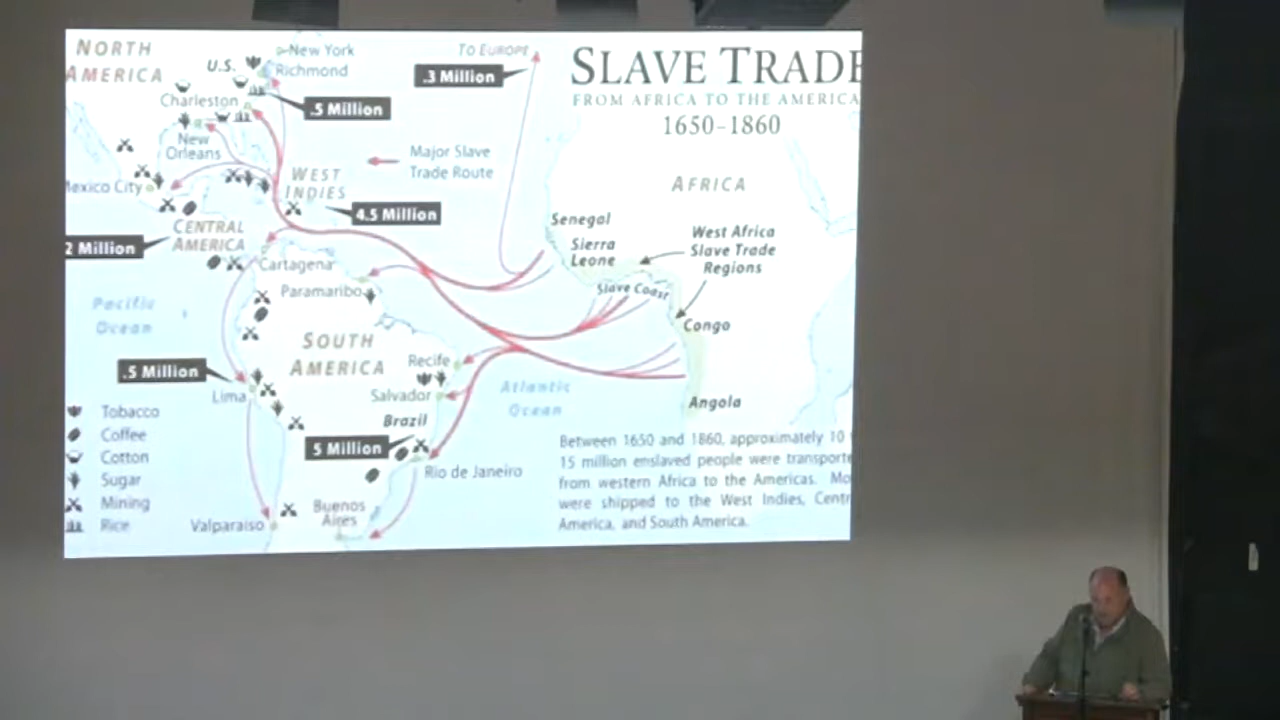 NORTH
AMERICA
New York
U.S.
Richmond
.5 Million
Charleston
New
Orleans
Mexico City
WEST
INDIES
4.5 Million
TO EUROPE
.3 Million
Major Slave
Trade Route
SLAVE TRADE
FROM AFRICA TO THE AMERICA
1650–1860
AFRICA
Senegal
Sierra
Leone
West Africa
Slave Trade
Regions
Slave Coast
Congo
Angola
CENTRAL
AMERICA
2 Million
Cartagena
Paramaribo
Pacific
Ocean
SOUTH
AMERICA
Recife
.5 Million
Lima
Salvador
Atlantic
Ocean
Brazil
5 Million
Rio de Janeiro
Buenos
Aires
Valparaiso
Tobacco
Coffee
Cotton
Sugar
Mining
Rice
Between 1650 and 1860, approximately 10
15 million enslaved people were transporte
from western Africa to the Americas. Mo
were shipped to the West Indies, Centr
America, and South America.